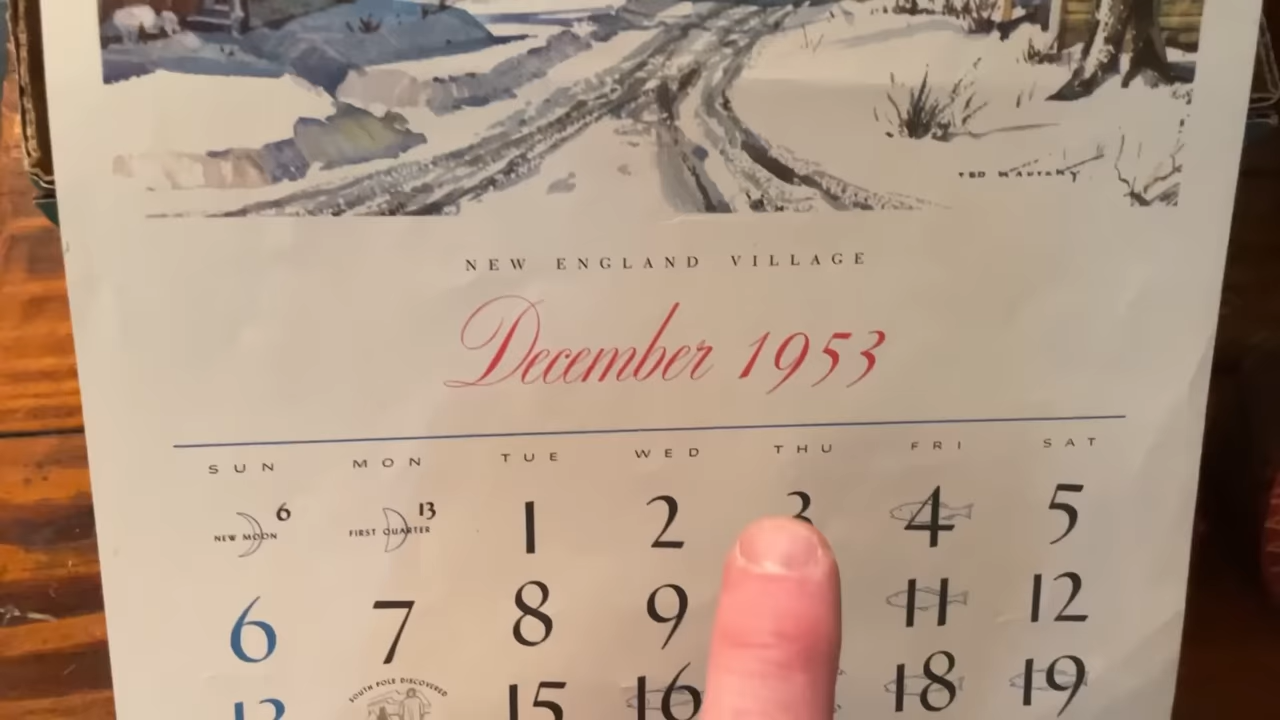 TED KAUTZKY
NEW ENGLAND VILLAGE
December 1953
SUN MON TUE WED THU FRI SAT
NEW MOON 6 FIRST QUARTER 13 1 2 3 4 5
6 7 8 9 11 12
13 SOUTH POLE DISCOVERED 15 16 18 19